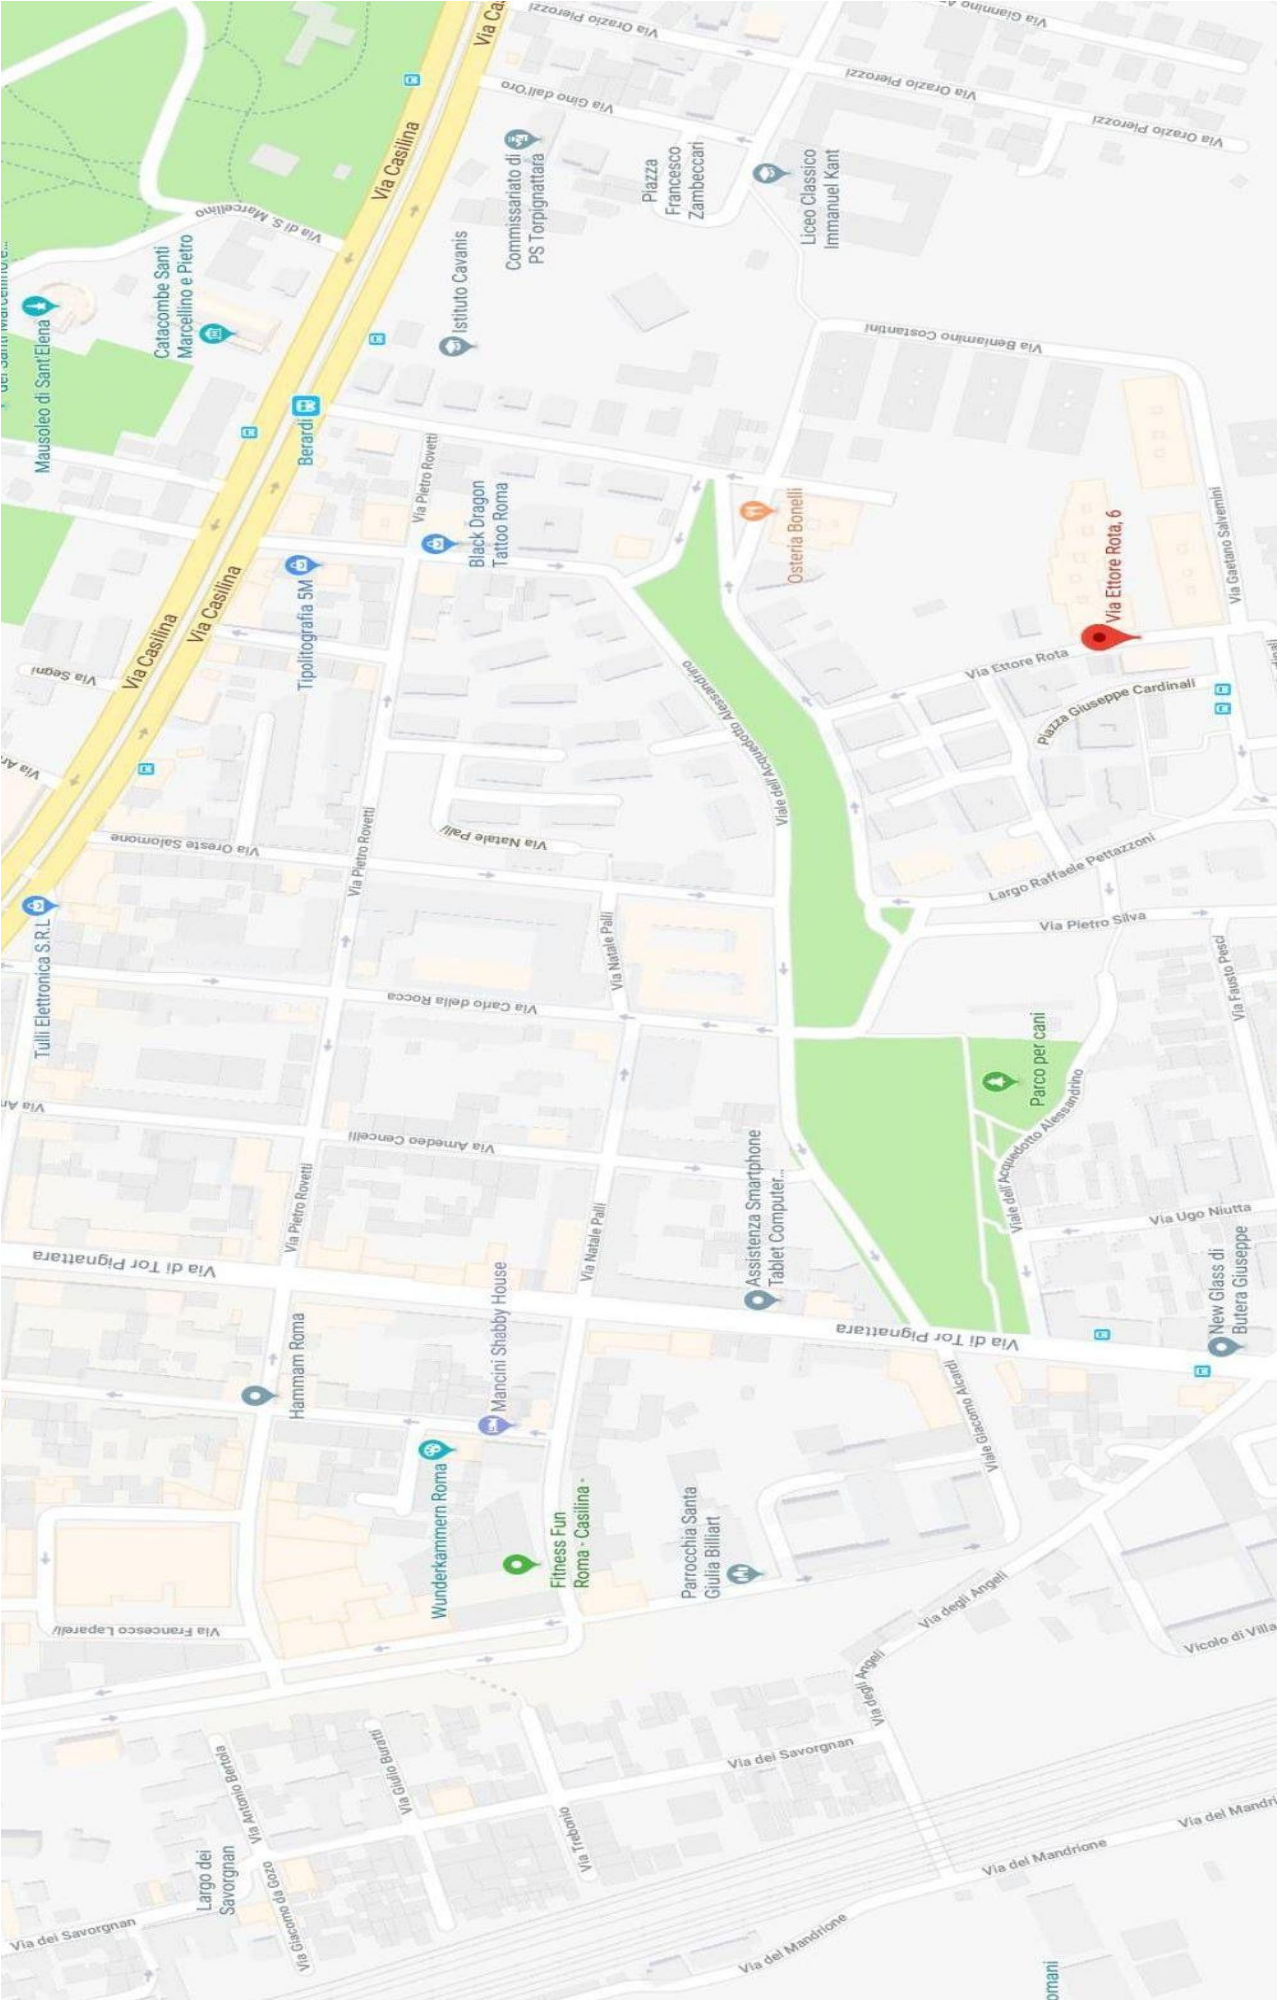 Via Casilina
Via Ca
Via Orazio Pierozzi
Via Giannino
Via Orazio Pierozzi
Via Orazio Pierozzi
Via Gino dall'Oro
Commissariato di
PS Torpignattara
Piazza
Francesco
Zambeccari
Liceo Classico
Immanuel Kant
Istituto Cavanis
Via di S. Marcellino
Catacombe Santi
Marcellino e Pietro
Mausoleo di Sant'Elena
Berardi
Via Beniamino Costantini
Via Pietro Rovetti
Black Dragon
Tattoo Roma
Osteria Bonelli
Via Ettore Rota, 6
Via Gaetano Salvemini
Via Casilina
Via Casilina
Tipolitografia 5M
Via Segni
Viale dell'Acquedotto Alessandrino
Via Ettore Rota
Piazza Giuseppe Cardinali
Via Oreste Salomone
Via Pietro Rovetti
Via Natale Palli
Largo Raffaele Pettazzoni
Via Pietro Silva
Via Fausto Pesci
Tulli Elettronica S.R.L
Via Carlo della Rocca
Via Natale Palli
Parco per cani
Viale dell'Acquedotto Alessandrino
Via Amedeo Cencelli
Via Pietro Rovetti
Via Natale Palli
Assistenza Smartphone
Tablet Computer...
Via Ugo Niutta
New Glass di
Butera Giuseppe
Via di Tor Pignattara
Via di Tor Pignattara
Hammam Roma
Mancini Shabby House
Viale Giacomo Aicardi
Wunderkammern Roma
Fitness Fun
Roma - Casilina -
Parrocchia Santa
Giulia Billiart
Via Francesco Laparelli
Via degli Angeli
Via degli Angeli
Vicolo di Villa
Via Antonio Bertola
Via Giulio Buratti
Via Trebonio
Via dei Savorgnan
Largo dei
Savorgnan
Via Giacomo da Gozo
Via dei Savorgnan
Via del Mandrione
Via del Mandrione
Via del Mandri
omani